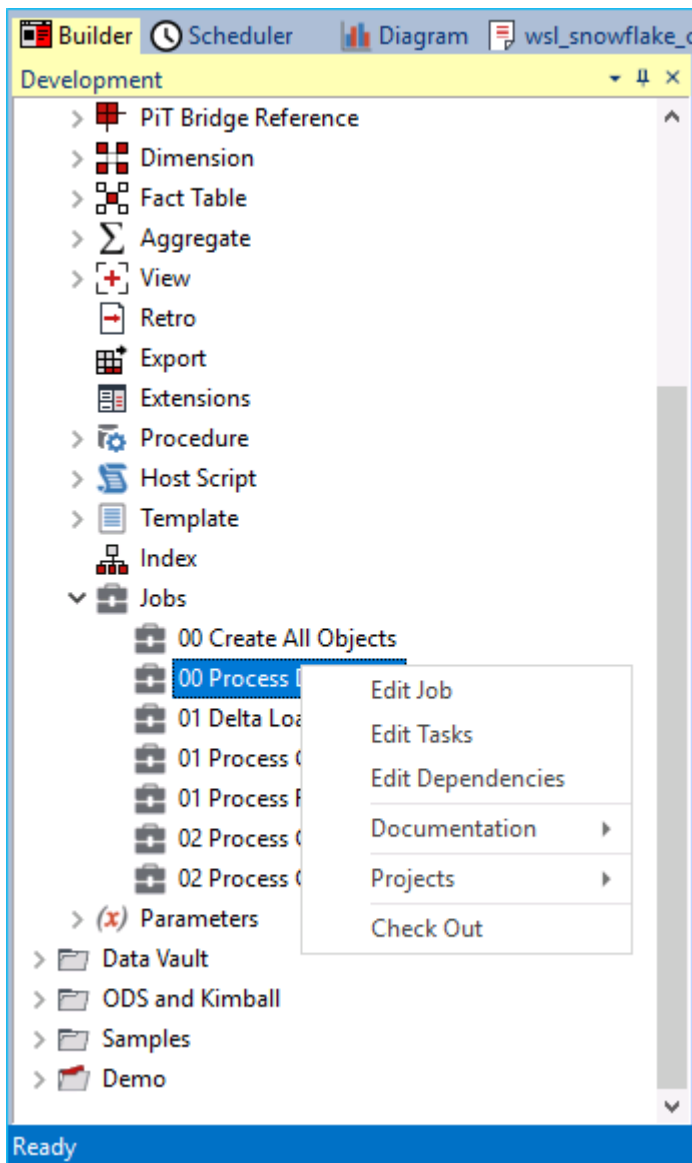 Builder Scheduler Diagram wsl_snowflake_
Development
PiT Bridge Reference
Dimension
Fact Table
Aggregate
View
Retro
Export
Extensions
Procedure
Host Script
Template
Index
Jobs
00 Create All Objects
00 Process
01 Delta
01 Process
01 Process
02 Process
02 Process
Edit Job
Edit Tasks
Edit Dependencies
Documentation
Projects
Check Out
(x) Parameters
Data Vault
ODS and Kimball
Samples
Demo
Ready